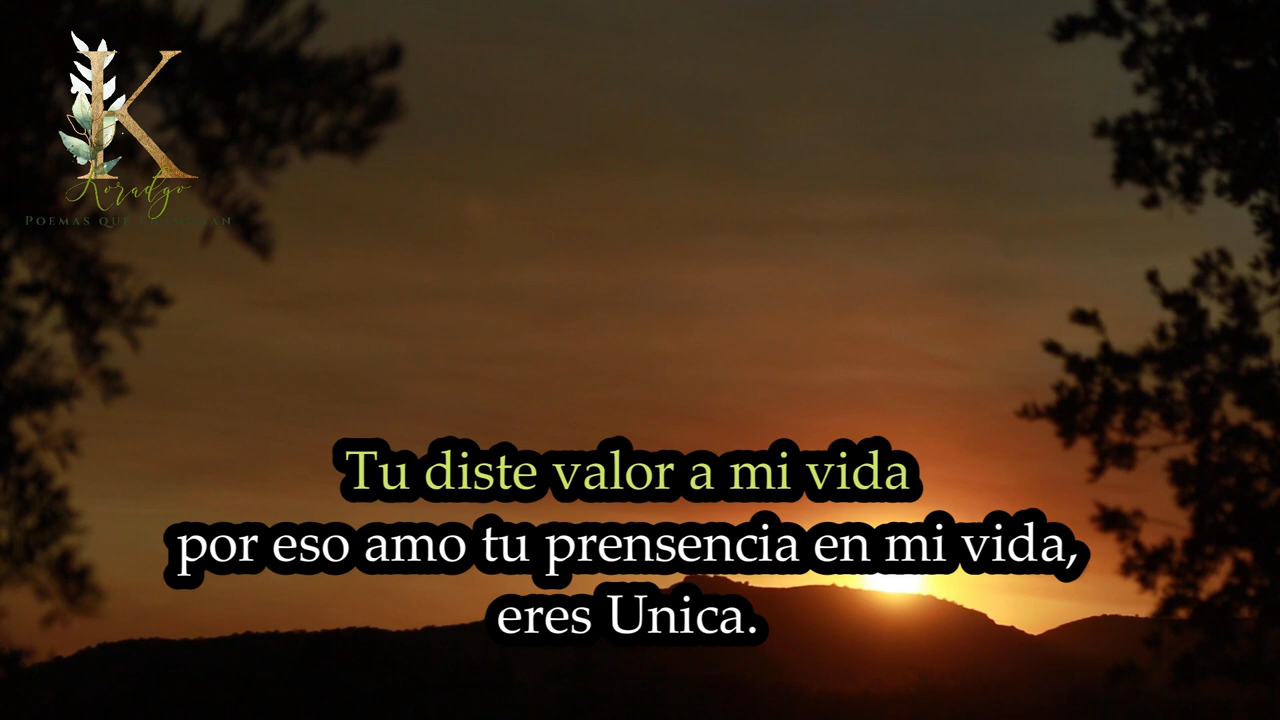 K
Koradgo
POEMAS QUE
Tu diste valor a mi vida
por eso amo tu prensencia en mi vida,
eres Unica.